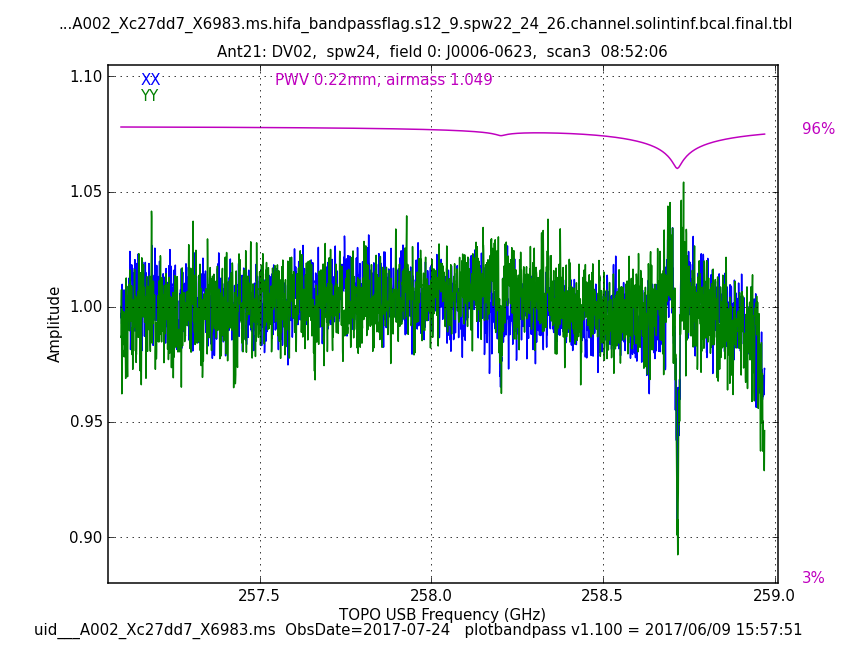 ...A002_Xc27dd7_X6983.ms.hifa_bandpassflag.s12_9.spw22_24_26.channel.solintinf.bcal.final.tbl
Ant21: DV02, spw24, field 0: J0006-0623, scan3 08:52:06
1.10
XX
PWV 0.22mm, airmass 1.049
YY
96%
1.05
1.00
Amplitude
0.95
0.90
3%
257.5 258.0 258.5 259.0
TOPO USB Frequency (GHz)
uid___A002_Xc27dd7_X6983.ms ObsDate=2017-07-24 plotbandpass v1.100 = 2017/06/09 15:57:51